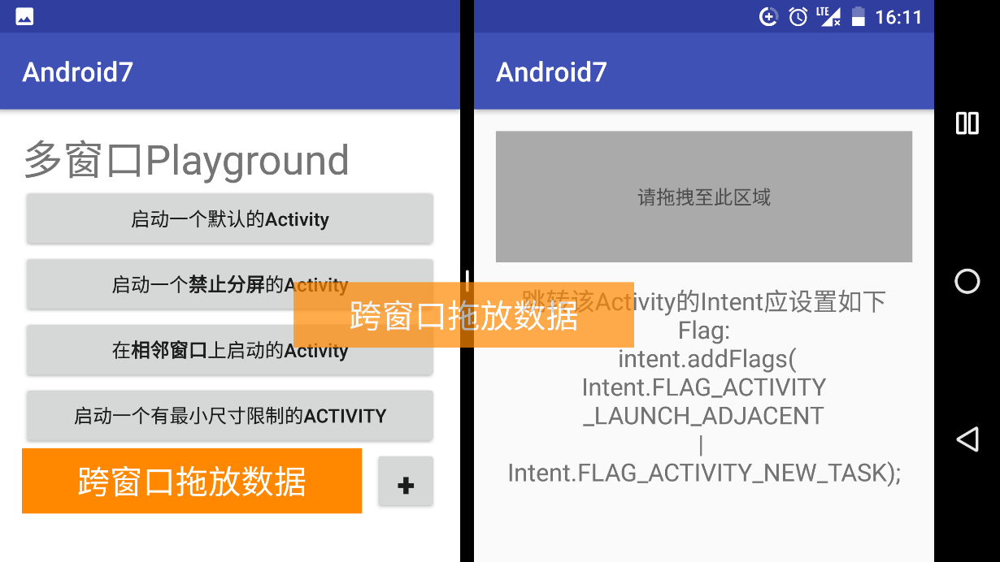 LTE
16:11
Android7
多窗口Playground
启动一个默认的Activity
启动一个禁止分屏的Activity
在相邻窗口上启动的Activity
启动一个有最小尺寸限制的ACTIVITY
跨窗口拖放数据
+
跨窗口拖放数据
Android7
请拖拽至此区域
跳转该Activity的Intent应设置如下
Flag:
intent.addFlags(
Intent.FLAG_ACTIVITY
_LAUNCH_ADJACENT
|
Intent.FLAG_ACTIVITY_NEW_TASK);